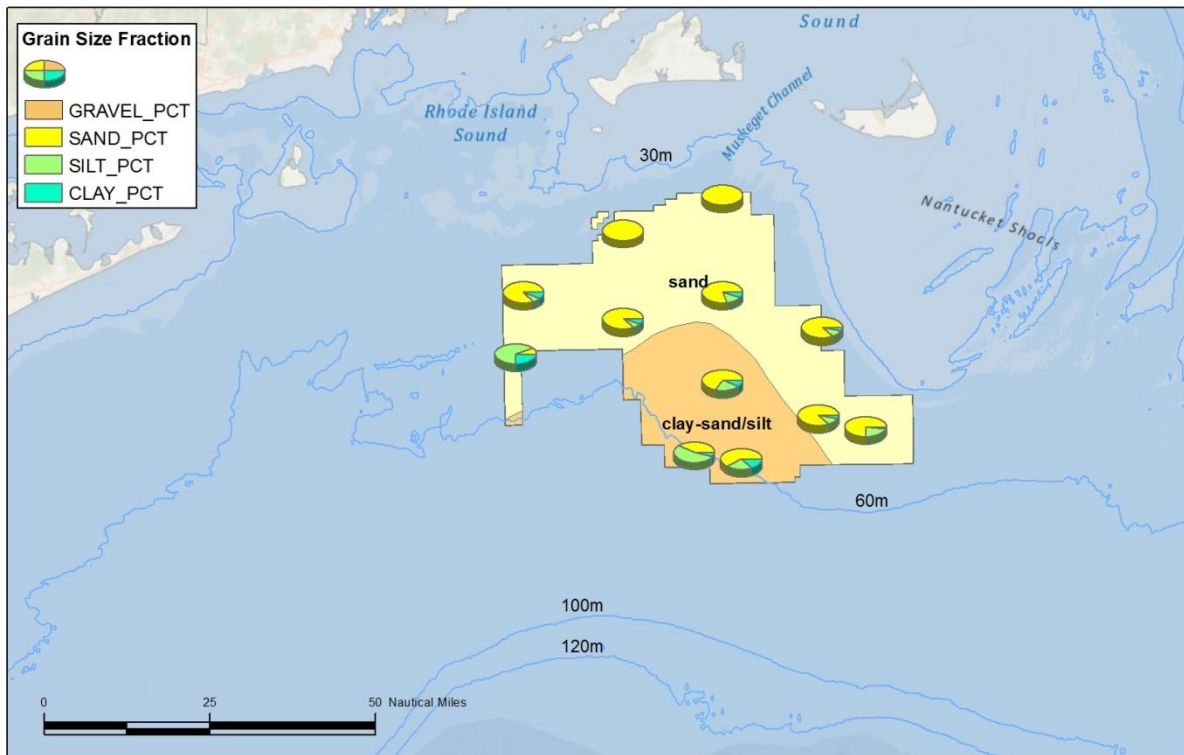 Grain Size Fraction
GRAVEL_PCT
SAND_PCT
SILT_PCT
CLAY_PCT
Sound
Rhode Island
Sound
Muskeget Channel
30m
Nantucket Shoals
sand
clay-sand/silt
60m
100m
120m
0 25 50 Nautical Miles